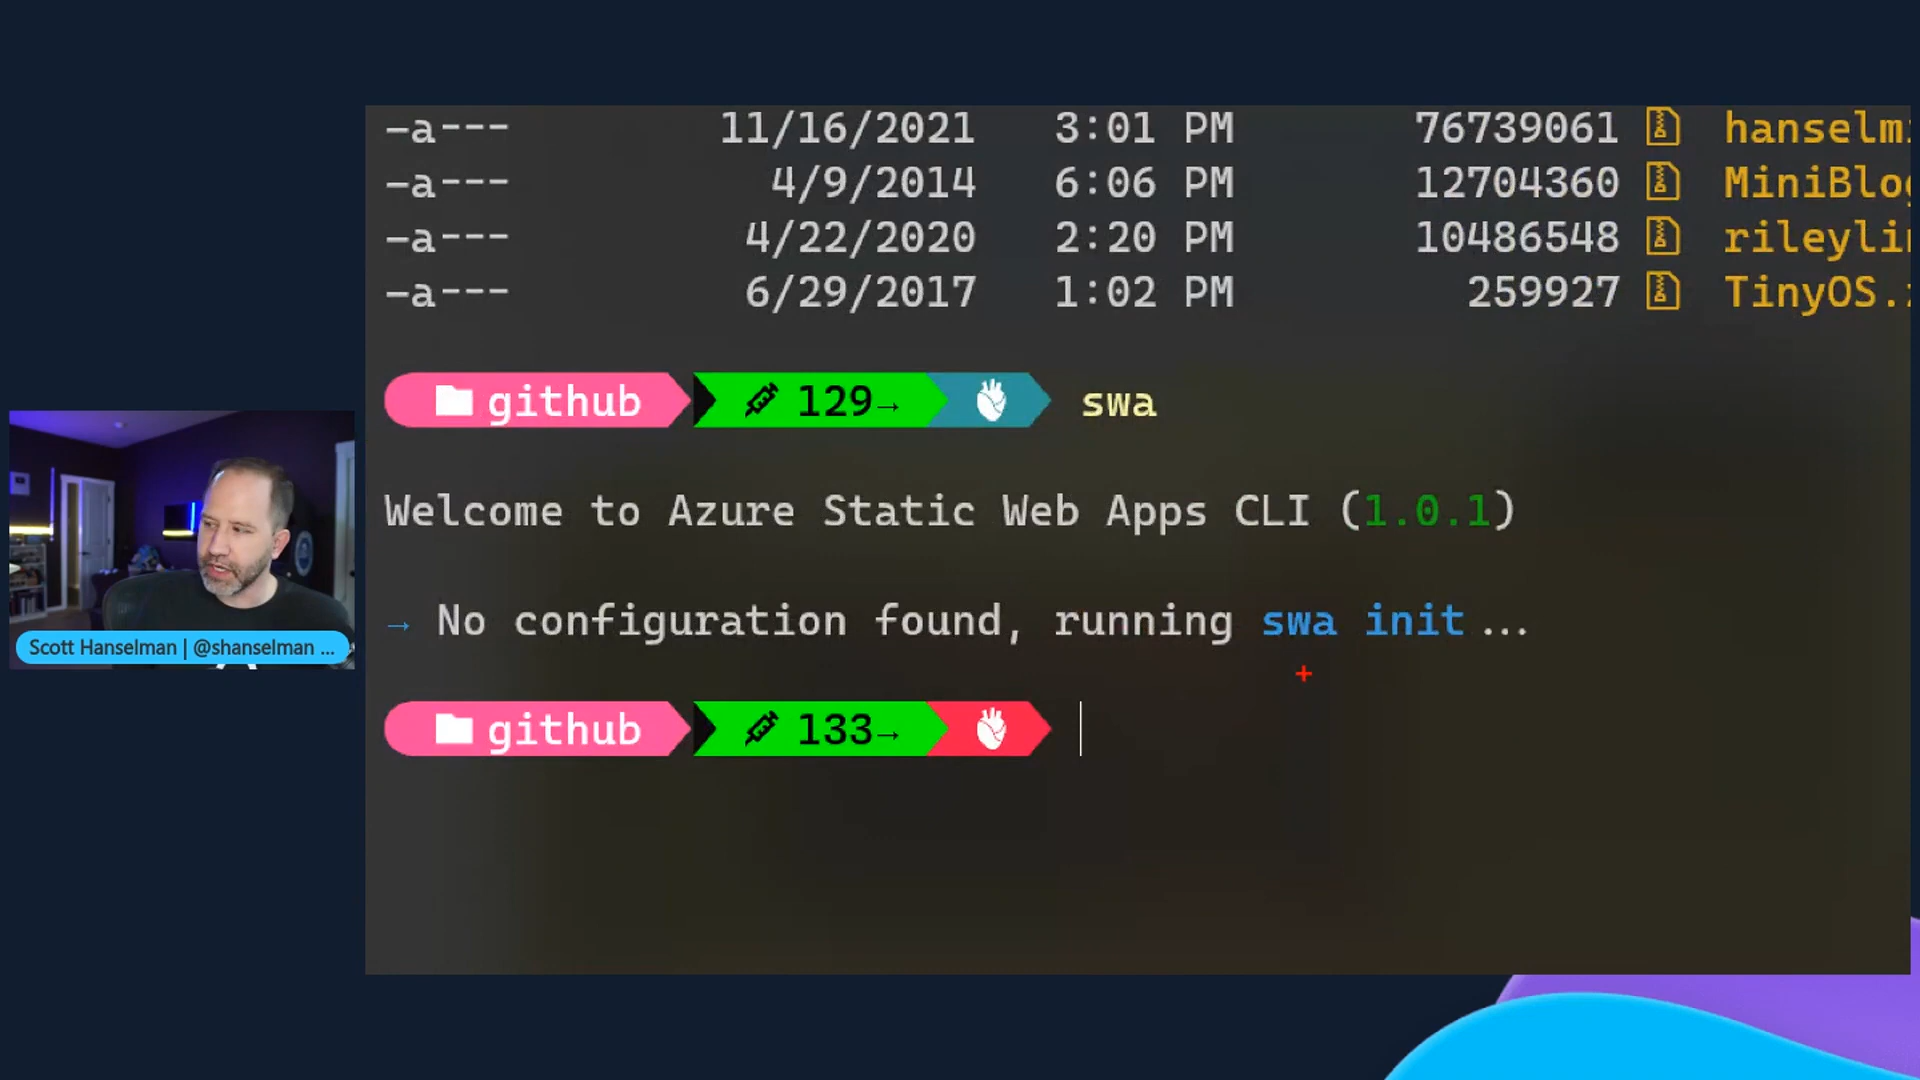 -a--- 11/16/2021 3:01 PM 76739061 hanselm
-a--- 4/9/2014 6:06 PM 12704360 MiniBlo
-a--- 4/22/2020 2:20 PM 10486548 rileyli
-a--- 6/29/2017 1:02 PM 259927 TinyOS.
github 129→ swa
Welcome to Azure Static Web Apps CLI (1.0.1)
→ No configuration found, running swa init...
github 133→
Scott Hanselman | @shanselman ...